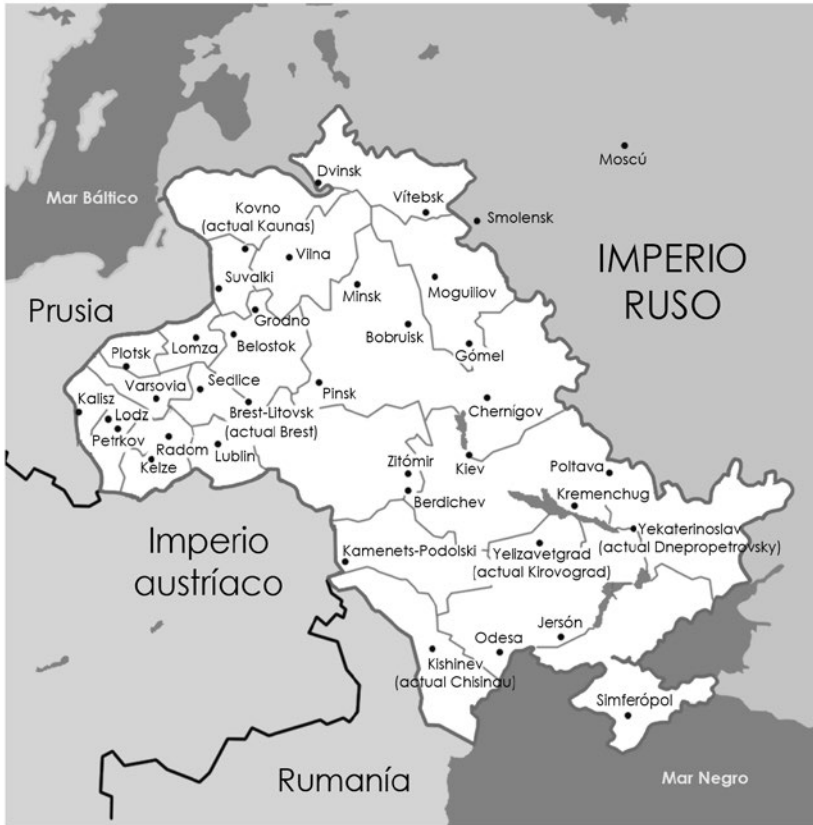 Moscú
Dvinsk
Mar Báltico
Vítebsk
Kovno
(actual Kaunas)
Smolensk
Vilna
IMPERIO
RUSO
Suvalki
Minsk
Moguiliov
Prusia
Grodno
Bobruisk
Lomza
Belostok
Gómel
Plotsk
Varsovia
Sedlice
Pinsk
Kalisz
Lodz
Brest-Litovsk
(actual Brest)
Chernígov
Petrkov
Radom
Lublin
Kelze
Zitómir
Kiev
Poltava
Berdichev
Kremenchug
Imperio
austríaco
Yekaterinoslav
(actual Dnepropetrovsky)
Kamenets-Podolski
Yelizavetgrad
(actual Kirovograd)
Jersón
Odesa
Kishinev
(actual Chisinau)
Simferópol
Rumanía
Mar Negro